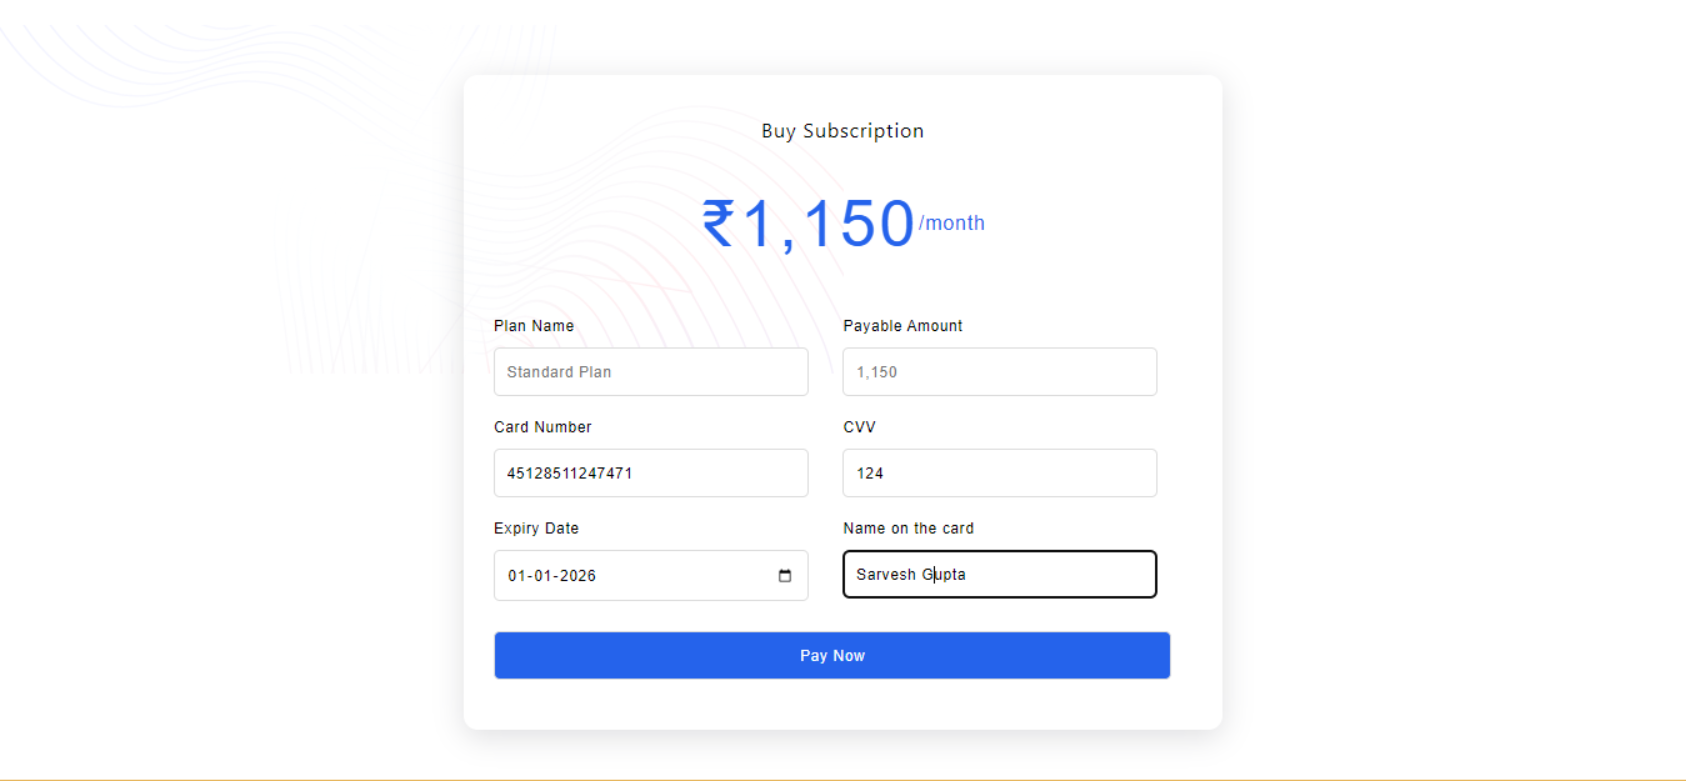 Buy Subscription
₹1,150/month
Plan Name
Payable Amount
Standard Plan
1,150
Card Number
CVV
45128511247471
124
Expiry Date
Name on the card
01-01-2026
Sarvesh Gupta
Pay Now